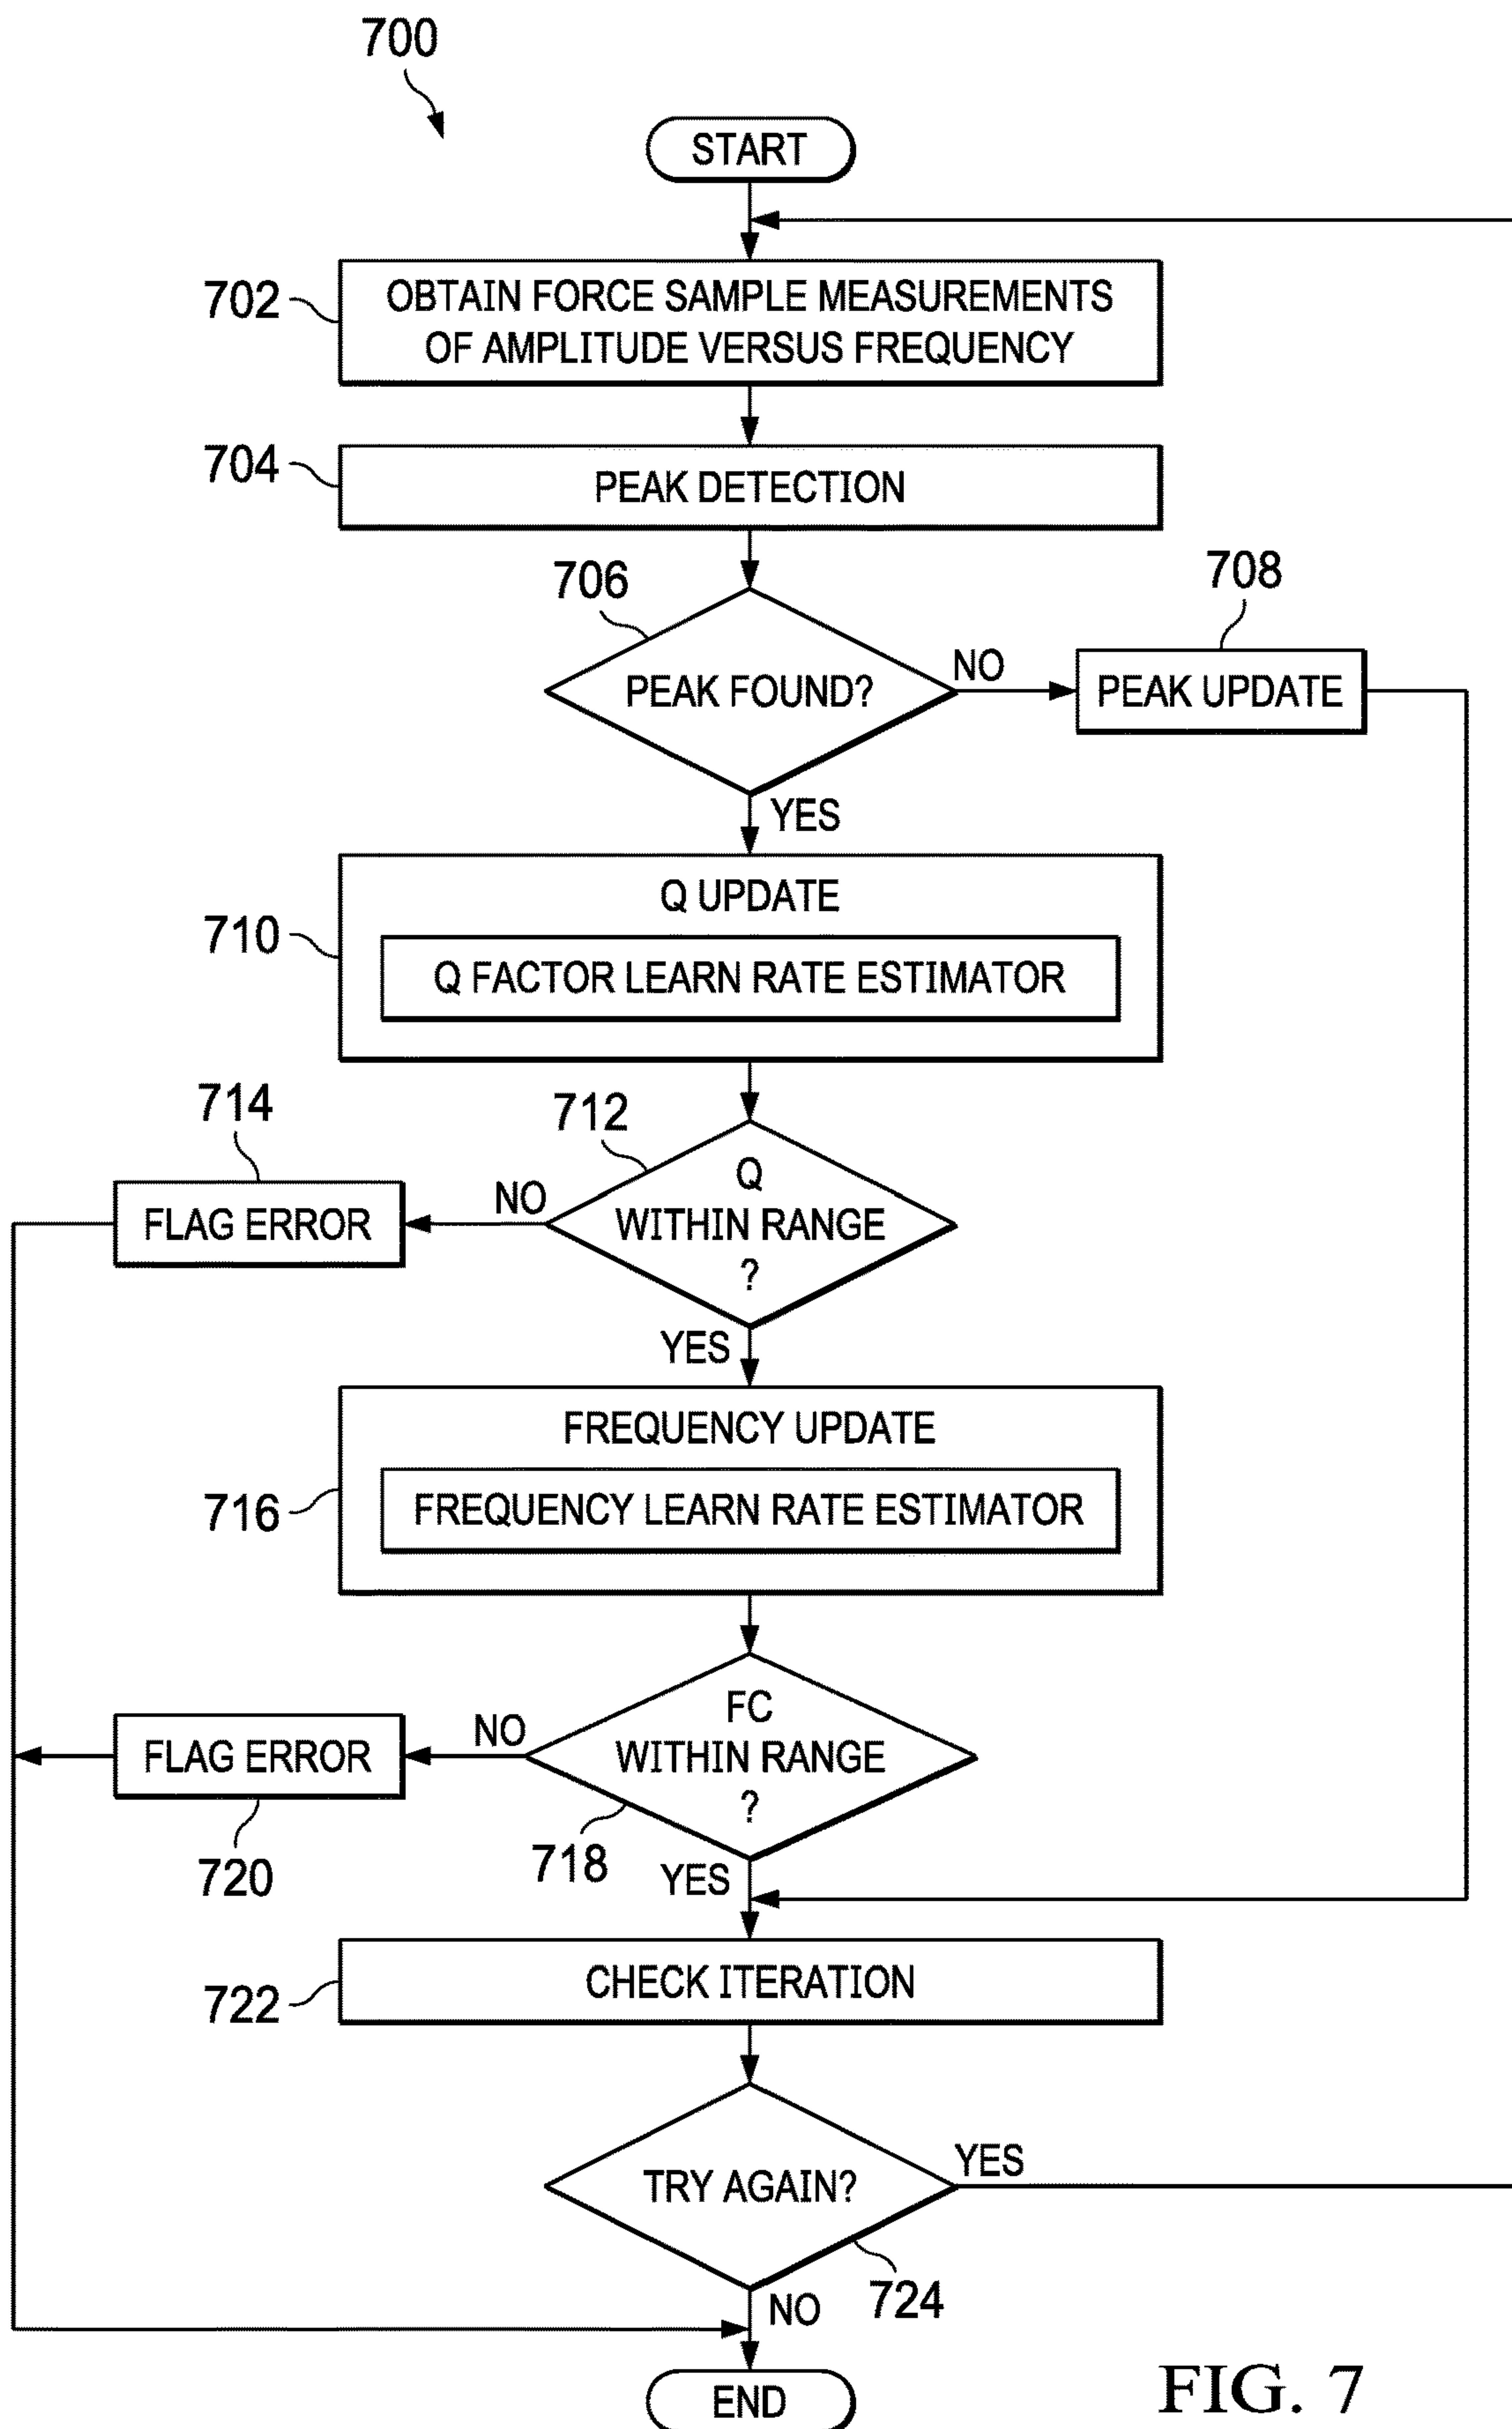 700
START
702
OBTAIN FORCE SAMPLE MEASUREMENTS
OF AMPLITUDE VERSUS FREQUENCY
704
PEAK DETECTION
706
PEAK FOUND?
NO
708
PEAK UPDATE
YES
710
Q UPDATE
Q FACTOR LEARN RATE ESTIMATOR
712
Q
WITHIN RANGE
?
NO
714
FLAG ERROR
YES
716
FREQUENCY UPDATE
FREQUENCY LEARN RATE ESTIMATOR
FC
WITHIN RANGE
?
718
NO
FLAG ERROR
720
YES
722
CHECK ITERATION
TRY AGAIN?
YES
724
NO
END
FIG. 7